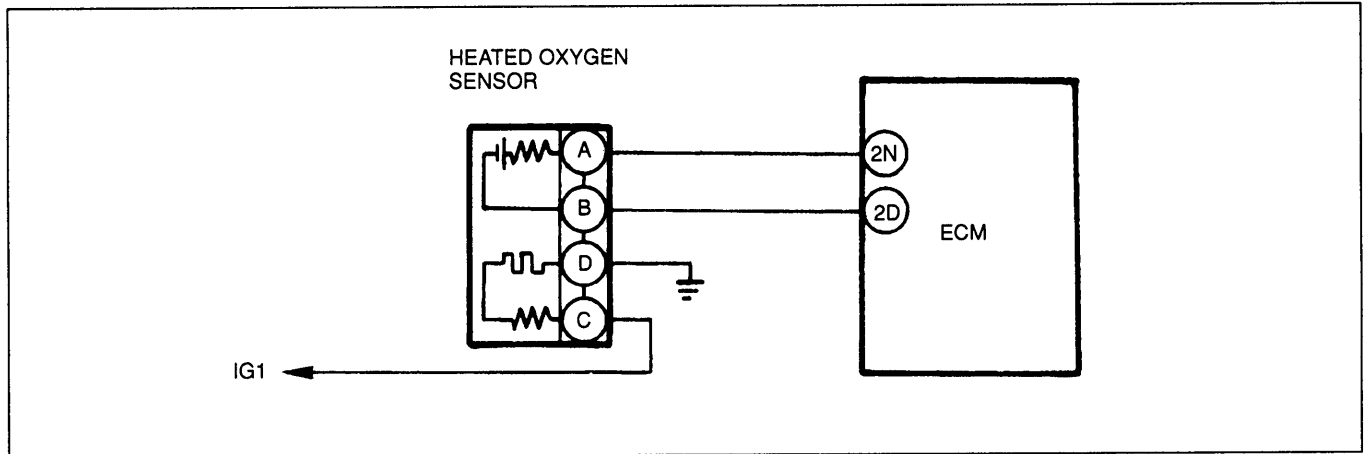 HEATED OXYGEN
SENSOR
A
2N
B
2D
ECM
D
C
IG1